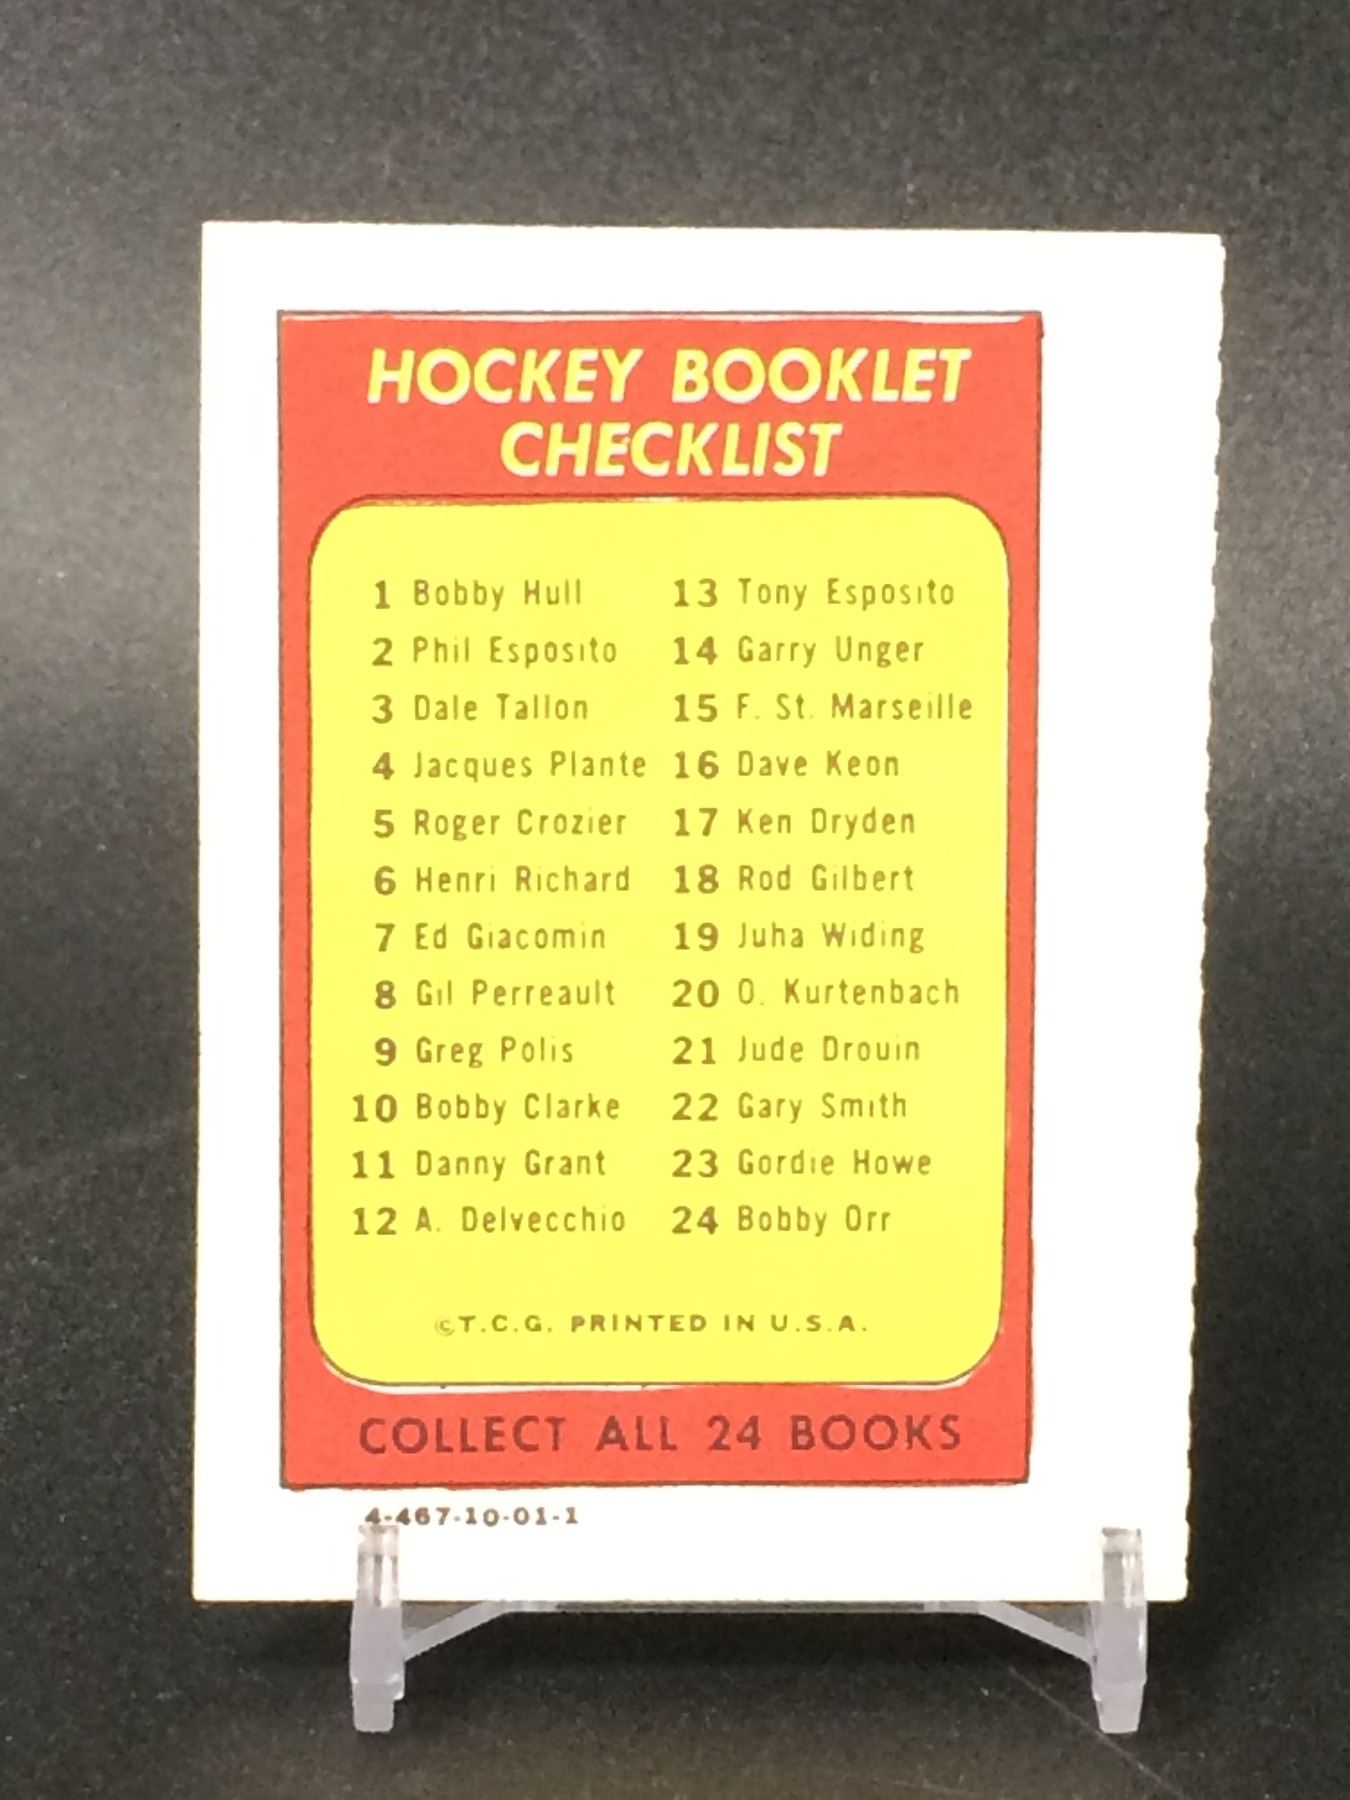 HOCKEY BOOKLET
CHECKLIST
1 Bobby Hull
2 Phil Esposito
3 Dale Tallon
4 Jacques Plante
5 Roger Crozier
6 Henri Richard
7 Ed Giacomin
8 Gil Perreault
9 Greg Polis
10 Bobby Clarke
11 Danny Grant
12 A. Delvecchio
13 Tony Esposito
14 Garry Unger
15 F. St. Marseille
16 Dave Keon
17 Ken Dryden
18 Rod Gilbert
19 Juha Widing
20 O. Kurtenbach
21 Jude Drouin
22 Gary Smith
23 Gordie Howe
24 Bobby Orr
©T.C.G. PRINTED IN U.S.A.
COLLECT ALL 24 BOOKS
4-467-10-01-1